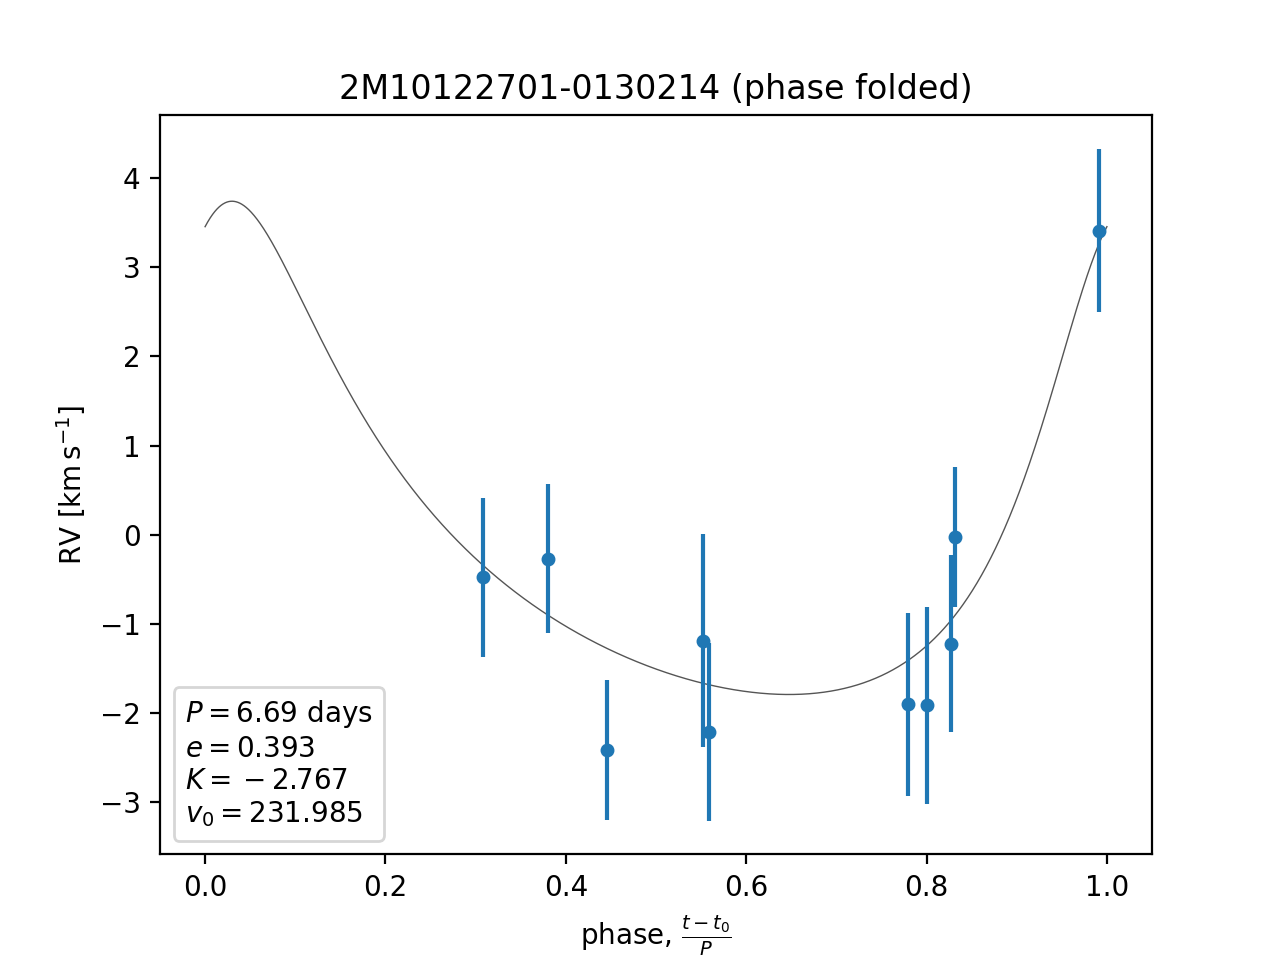 2M10122701-0130214 (phase folded)
RV [km s⁻¹]
4
3
2
1
0
−1
−2
−3
P = 6.69 days
e = 0.393
K = −2.767
v₀ = 231.985
0.0 0.2 0.4 0.6 0.8 1.0
phase, (t − t₀)/P